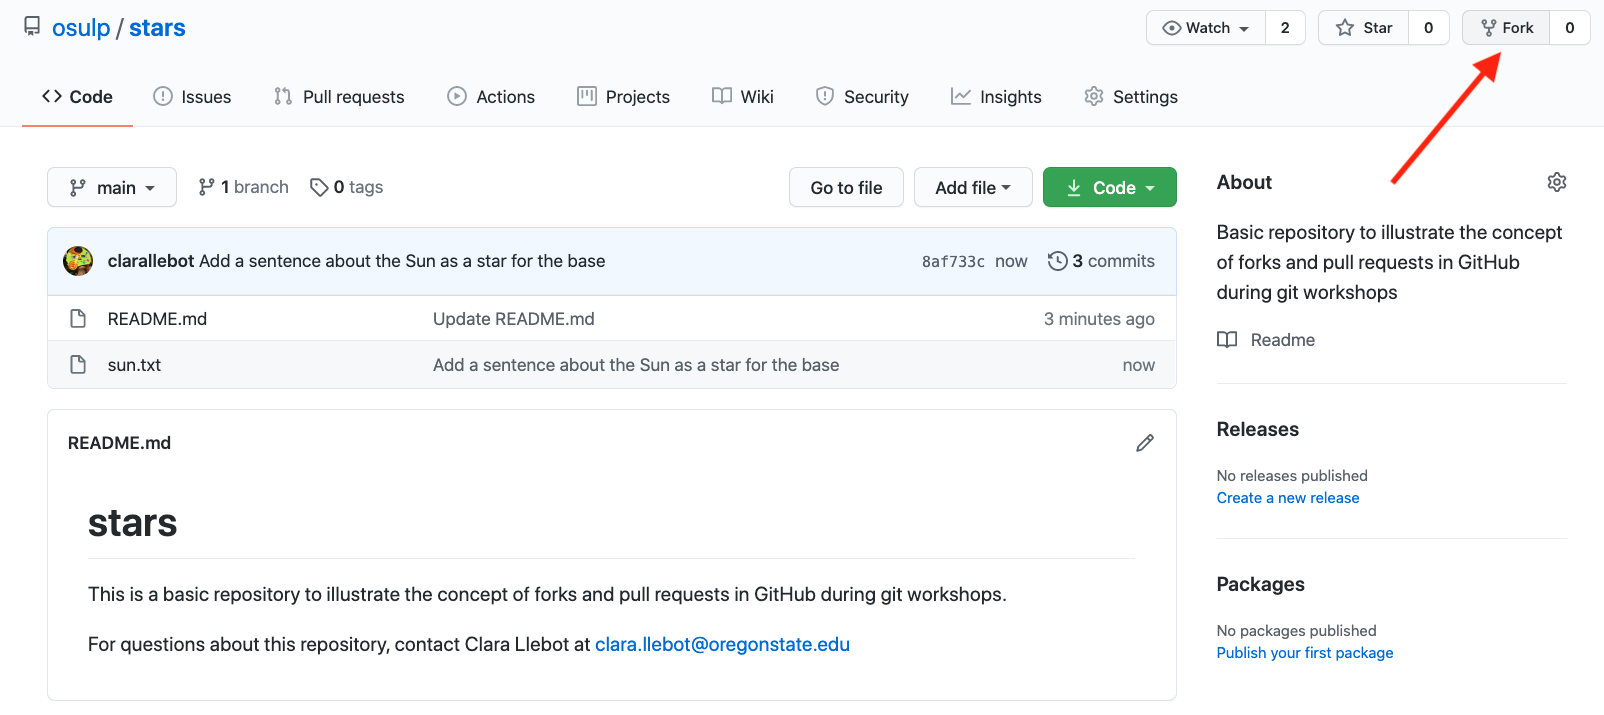 osulp / stars
Watch 2 Star 0 Fork 0
Code Issues Pull requests Actions Projects Wiki Security Insights Settings
main 1 branch 0 tags Go to file Add file Code
clarallebot Add a sentence about the Sun as a star for the base 8af733c now 3 commits
README.md Update README.md 3 minutes ago
sun.txt Add a sentence about the Sun as a star for the base now
README.md
stars
This is a basic repository to illustrate the concept of forks and pull requests in GitHub during git workshops.
For questions about this repository, contact Clara Llebot at clara.llebot@oregonstate.edu
About
Basic repository to illustrate the concept
of forks and pull requests in GitHub
during git workshops
Readme
Releases
No releases published
Create a new release
Packages
No packages published
Publish your first package